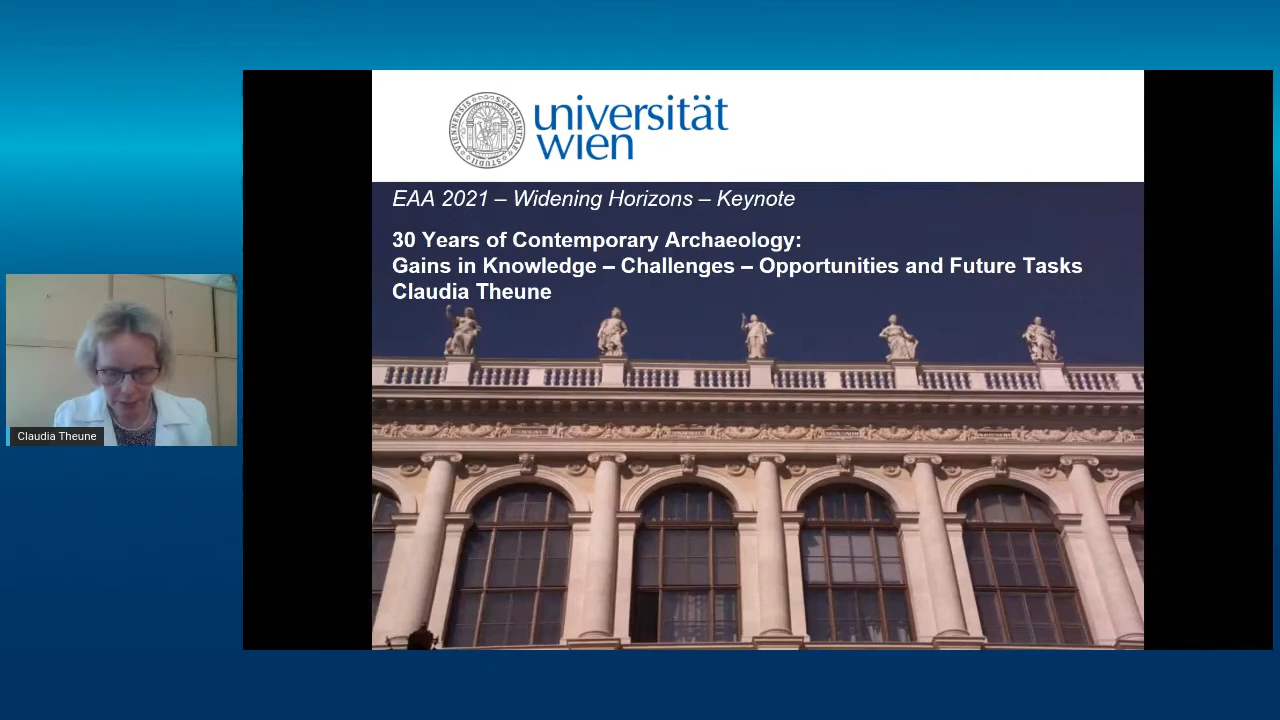 universität
wien
EAA 2021 – Widening Horizons – Keynote
30 Years of Contemporary Archaeology:
Gains in Knowledge – Challenges – Opportunities and Future Tasks
Claudia Theune
Claudia Theune